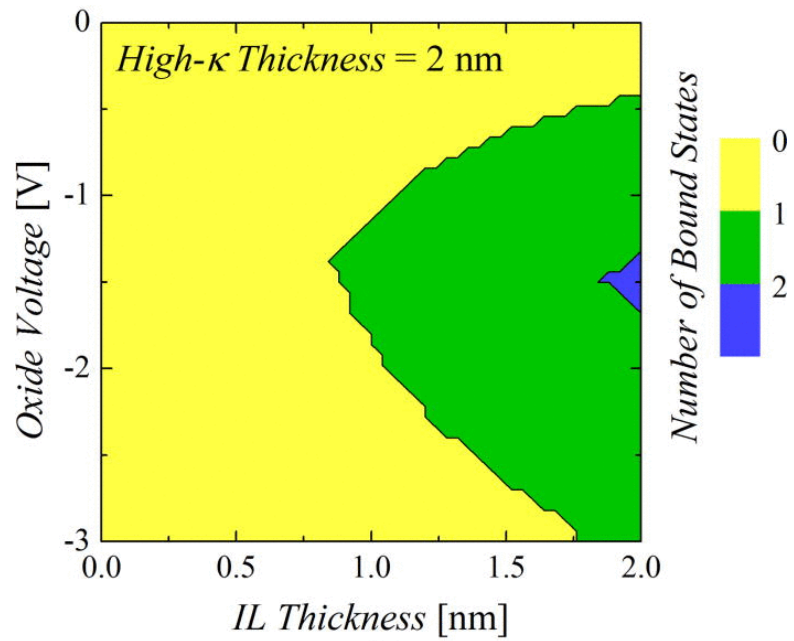 0
High-κ Thickness = 2 nm
-1
-2
-3
Oxide Voltage [V]
0.0 0.5 1.0 1.5 2.0
IL Thickness [nm]
Number of Bound States
0
1
2